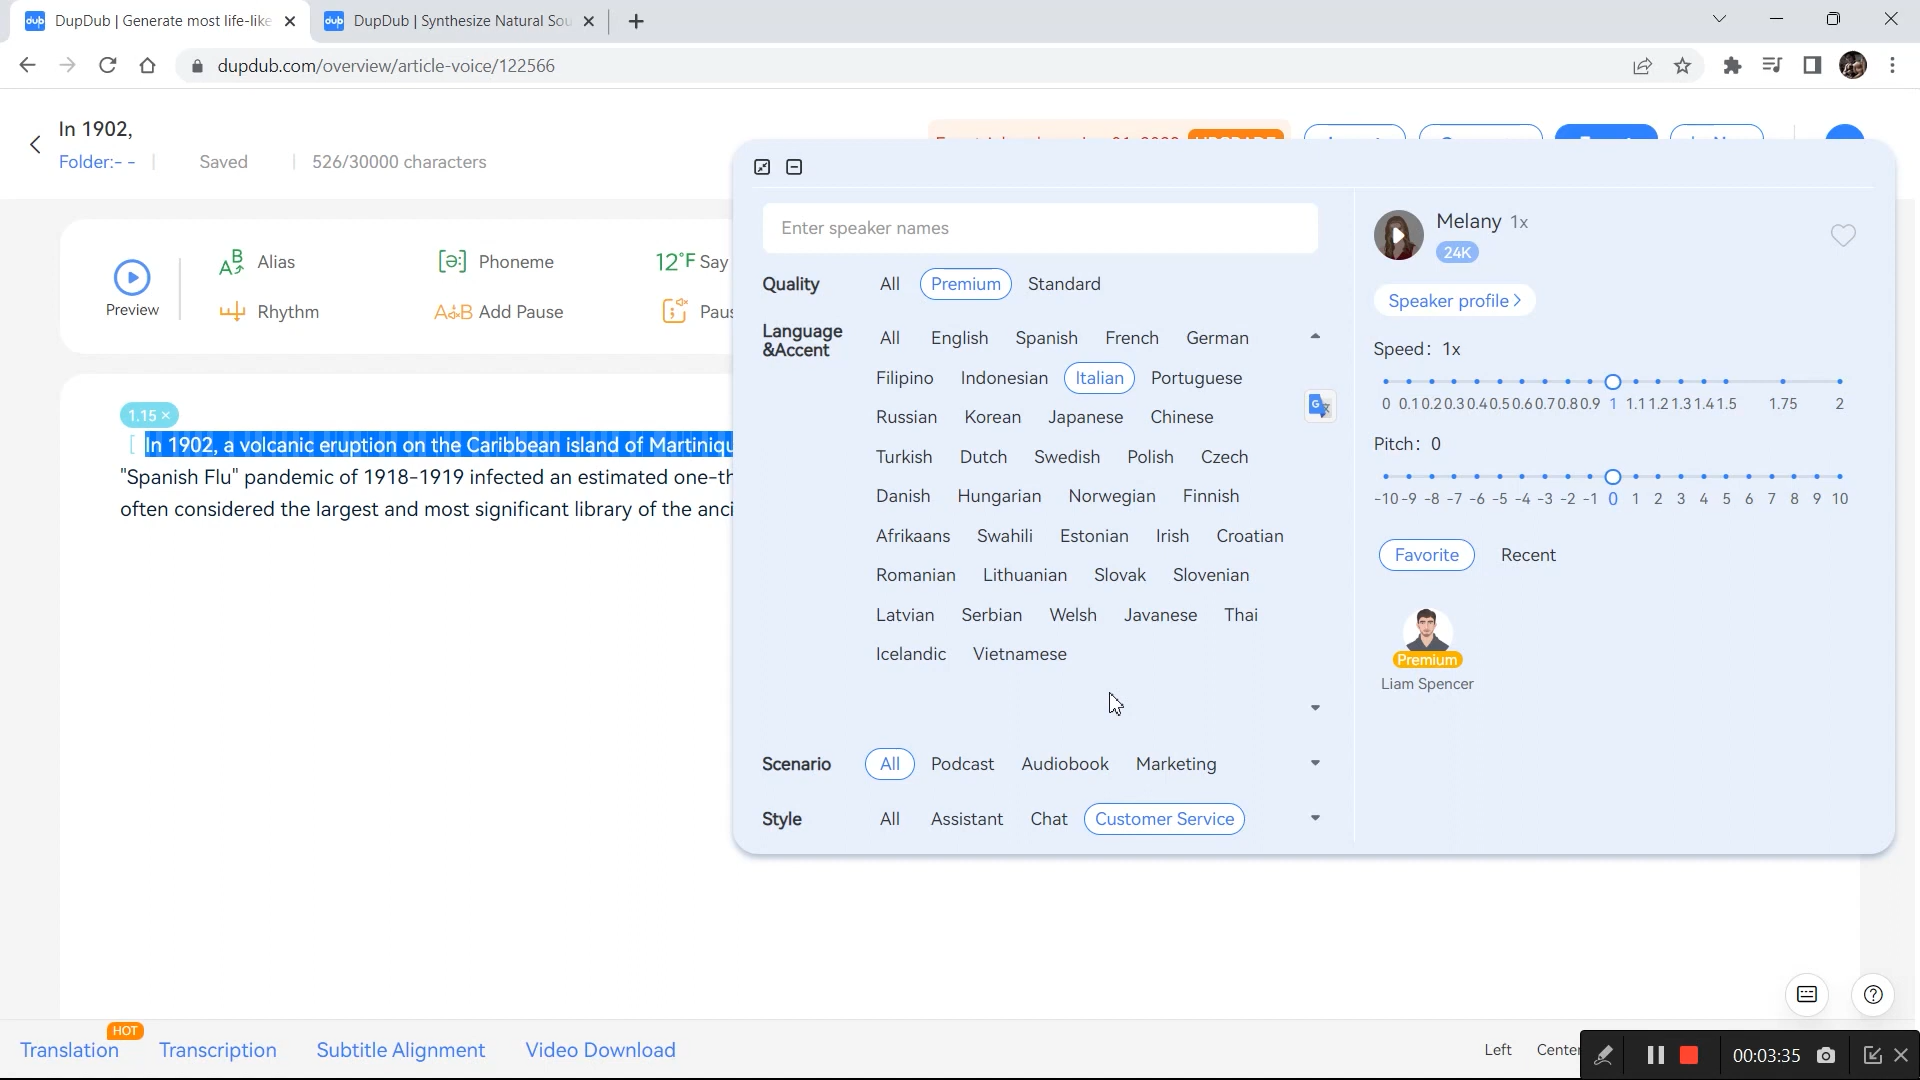 DupDub | Generate most life-like
DupDub | Synthesize Natural Sou
dupdub.com/overview/article-voice/122566
In 1902,
Folder:- -
Saved
526/30000 characters
Preview
Alias
Phoneme
12°F Say
Rhythm
A B Add Pause
Paus
1.15 ×
[ In 1902, a volcanic eruption on the Caribbean island of Martiniqu
"Spanish Flu" pandemic of 1918-1919 infected an estimated one-th
often considered the largest and most significant library of the anci
Enter speaker names
Quality All Premium Standard
Language &Accent
All English Spanish French German
Filipino Indonesian Italian Portuguese
Russian Korean Japanese Chinese
Turkish Dutch Swedish Polish Czech
Danish Hungarian Norwegian Finnish
Afrikaans Swahili Estonian Irish Croatian
Romanian Lithuanian Slovak Slovenian
Latvian Serbian Welsh Javanese Thai
Icelandic Vietnamese
Scenario All Podcast Audiobook Marketing
Style All Assistant Chat Customer Service
Melany 1x
24K
Speaker profile >
Speed: 1x
0 0.1 0.2 0.3 0.4 0.5 0.6 0.7 0.8 0.9 1 1.1 1.2 1.3 1.4 1.5 1.75 2
Pitch: 0
-10 -9 -8 -7 -6 -5 -4 -3 -2 -1 0 1 2 3 4 5 6 7 8 9 10
Favorite Recent
Premium
Liam Spencer
HOT
Translation Transcription Subtitle Alignment Video Download
Left Center
00:03:35